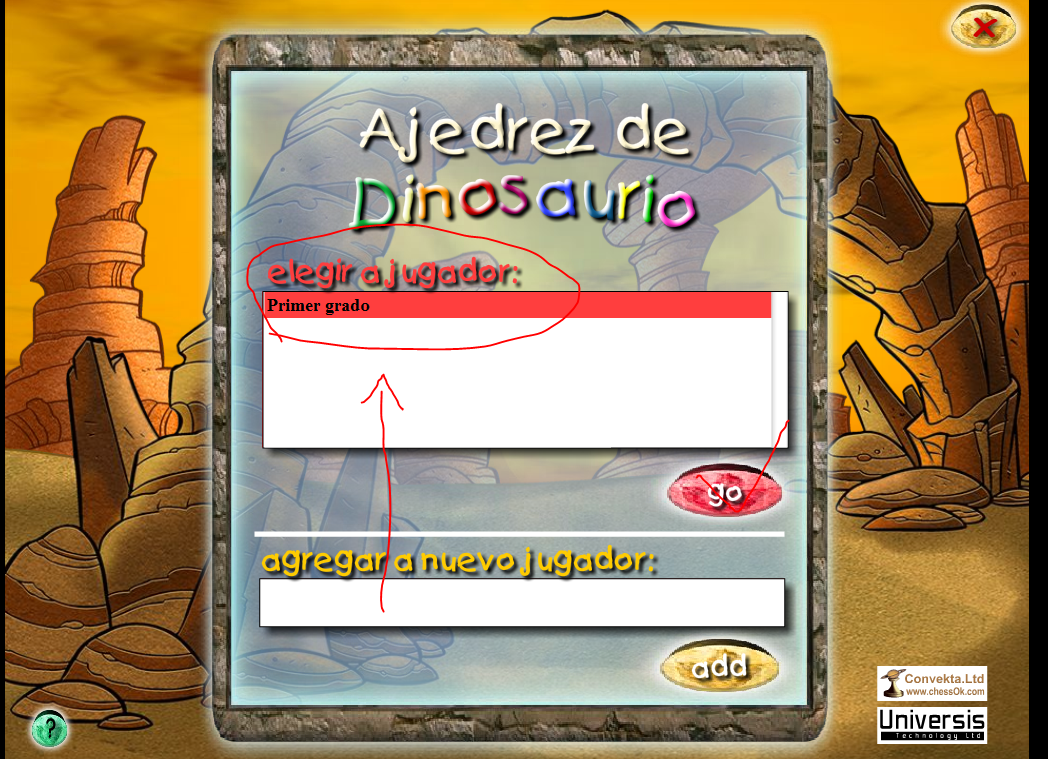 Ajedrez de
Dinosaurio
elegir a jugador:
Primer grado
go
agregar a nuevo jugador:
add
Convekta.Ltd
www.chessOk.com
Universis
Technology Ltd
?